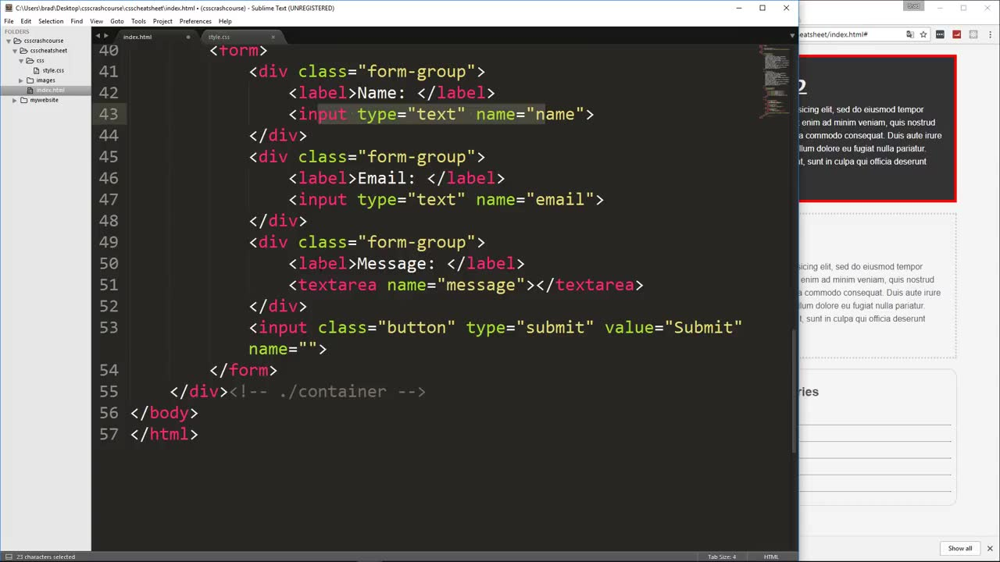 C:\Users\brad\Desktop\csscrashcourse\csscheatsheet\index.html • (csscrashcourse) - Sublime Text (UNREGISTERED)
Brad
File Edit Selection Find View Goto Tools Project Preferences Help
FOLDERS
csscrashcourse
csscheatsheet
css
style.css
images
index.html
mywebsite
index.html
style.css
40 <form>
41 <div class="form-group">
42 <label>Name: </label>
43 <input type="text" name="name">
44 </div>
45 <div class="form-group">
46 <label>Email: </label>
47 <input type="text" name="email">
48 </div>
49 <div class="form-group">
50 <label>Message: </label>
51 <textarea name="message"></textarea>
52 </div>
53 <input class="button" type="submit" value="Submit"
name="">
54 </form>
55 </div><!-- ./container -->
56 </body>
57 </html>
23 characters selected
Tab Size: 4
HTML
eatsheet/index.html#
2
sicing elit, sed do eiusmod tempor
enim ad minim veniam, quis nostrud
commodo consequat. Duis aute irure
llum dolore eu fugiat nulla pariatur.
, sunt in culpa qui officia deserunt
sicing elit, sed do eiusmod tempor
enim ad minim veniam, quis nostrud
commodo consequat. Duis aute irure
llum dolore eu fugiat nulla pariatur.
t, sunt in culpa qui officia deserunt
ries
Show all